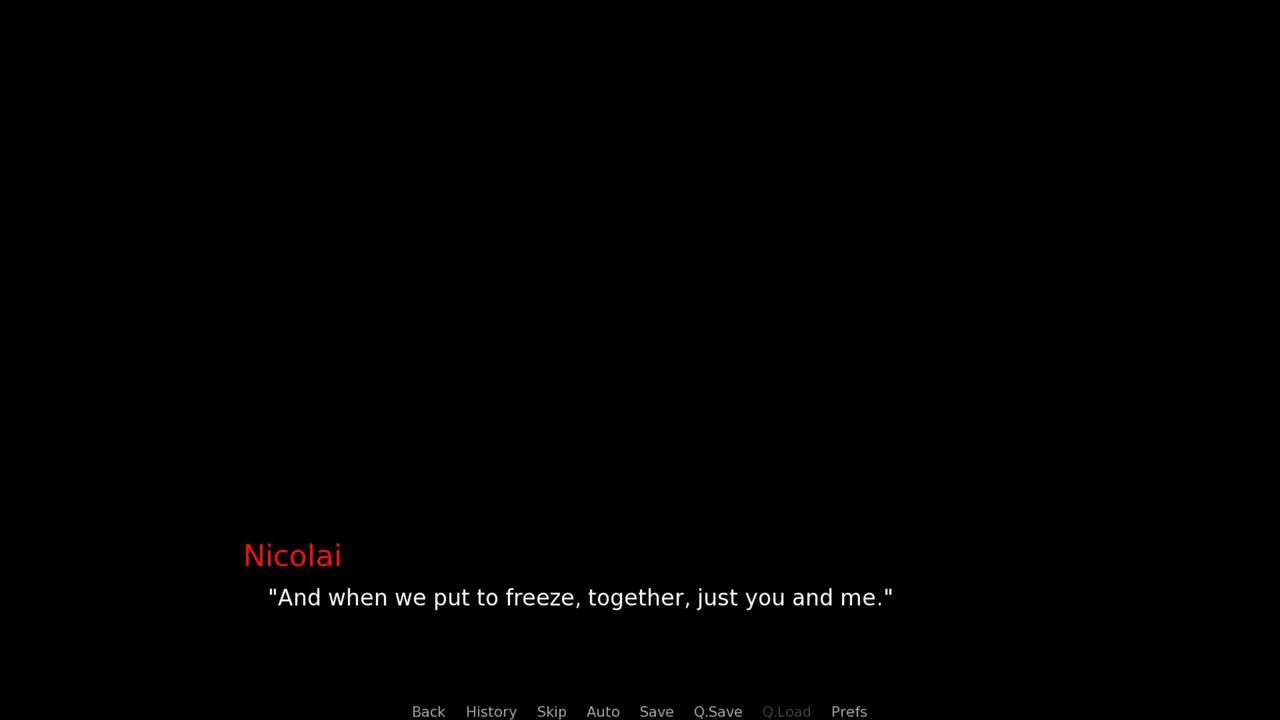 Nicolai
"And when we put to freeze, together, just you and me."
Back History Skip Auto Save Q.Save Q.Load Prefs